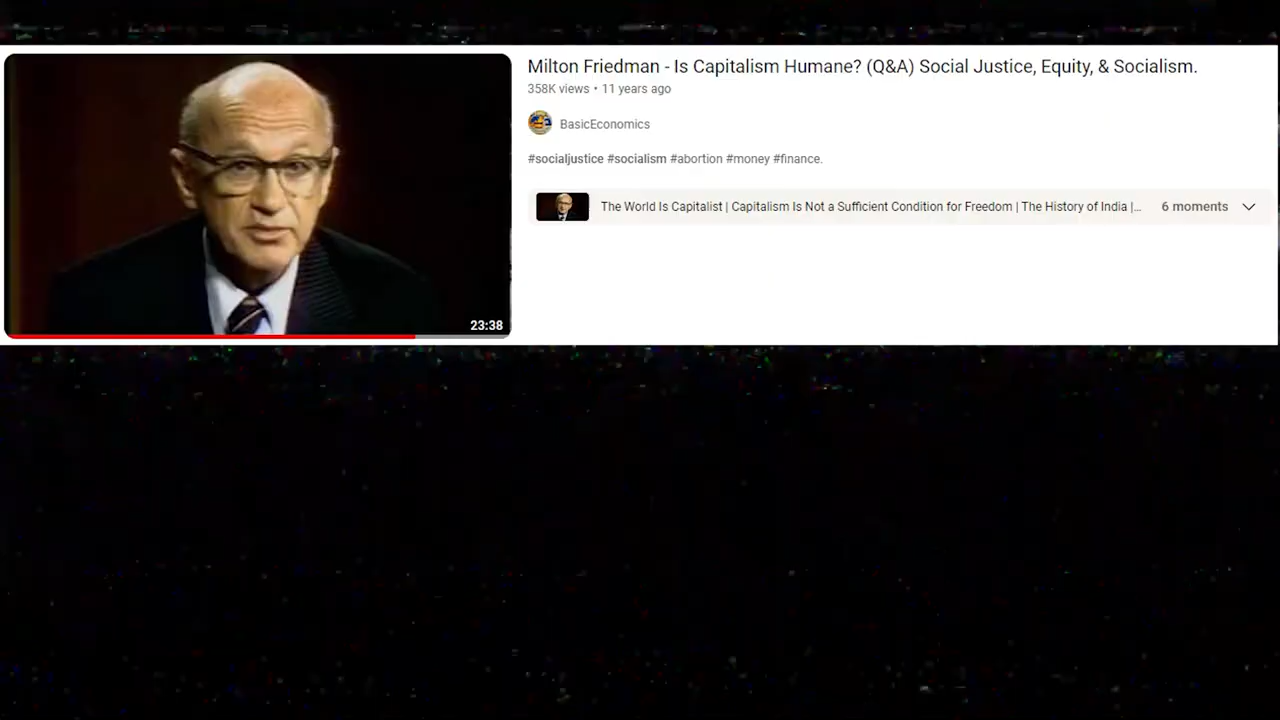 Milton Friedman - Is Capitalism Humane? (Q&A) Social Justice, Equity, & Socialism.
358K views • 11 years ago
BasicEconomics
#socialjustice #socialism #abortion #money #finance.
The World Is Capitalist | Capitalism Is Not a Sufficient Condition for Freedom | The History of India |... 6 moments
23:38